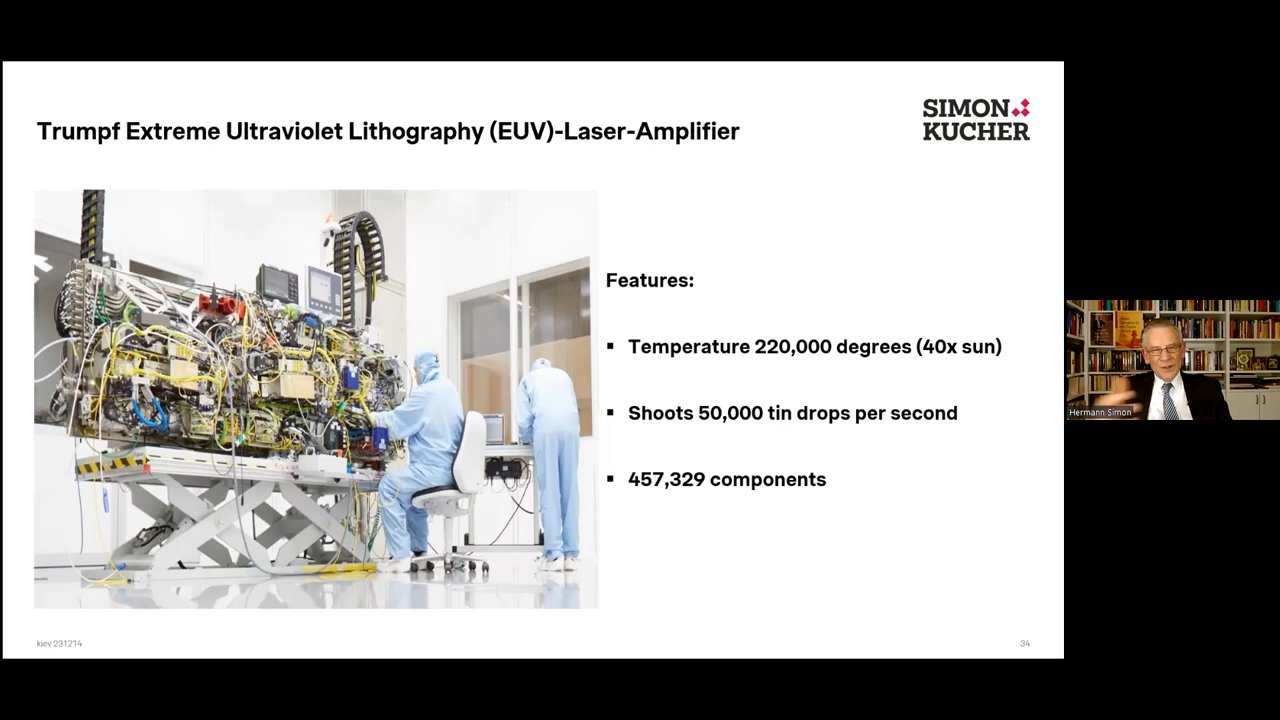 Trumpf Extreme Ultraviolet Lithography (EUV)-Laser-Amplifier
SIMON
KUCHER
Features:
▪ Temperature 220,000 degrees (40x sun)
▪ Shoots 50,000 tin drops per second
▪ 457,329 components
Hermann Simon
kiev 231214
34